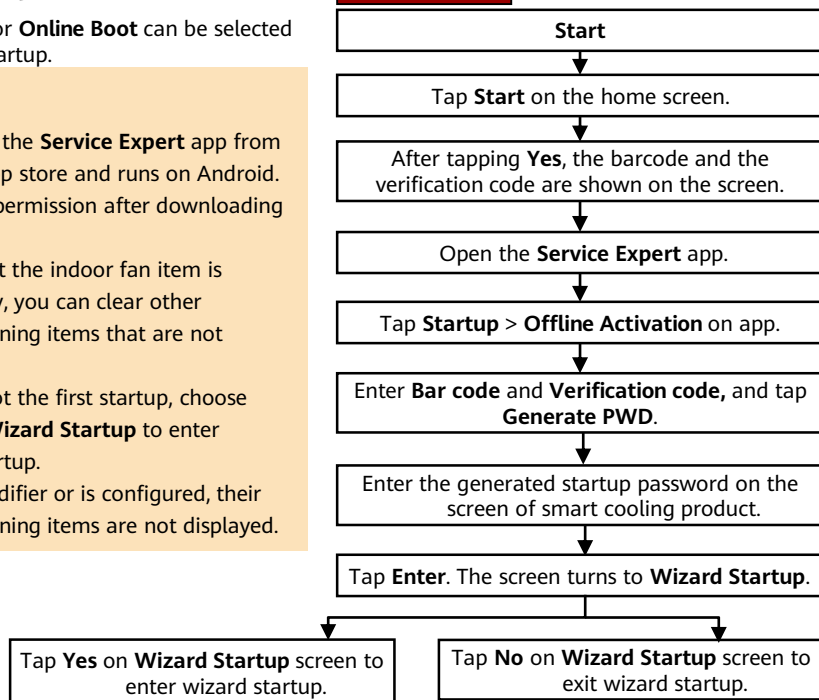 or Online Boot can be selected
artup.
the Service Expert app from
p store and runs on Android.
permission after downloading
t the indoor fan item is
, you can clear other
ning items that are not
ot the first startup, choose
Wizard Startup to enter
rtup.
difier or is configured, their
ning items are not displayed.
Start
Tap Start on the home screen.
After tapping Yes, the barcode and the
verification code are shown on the screen.
Open the Service Expert app.
Tap Startup > Offline Activation on app.
Enter Bar code and Verification code, and tap
Generate PWD.
Enter the generated startup password on the
screen of smart cooling product.
Tap Enter. The screen turns to Wizard Startup.
Tap Yes on Wizard Startup screen to
enter wizard startup.
Tap No on Wizard Startup screen to
exit wizard startup.